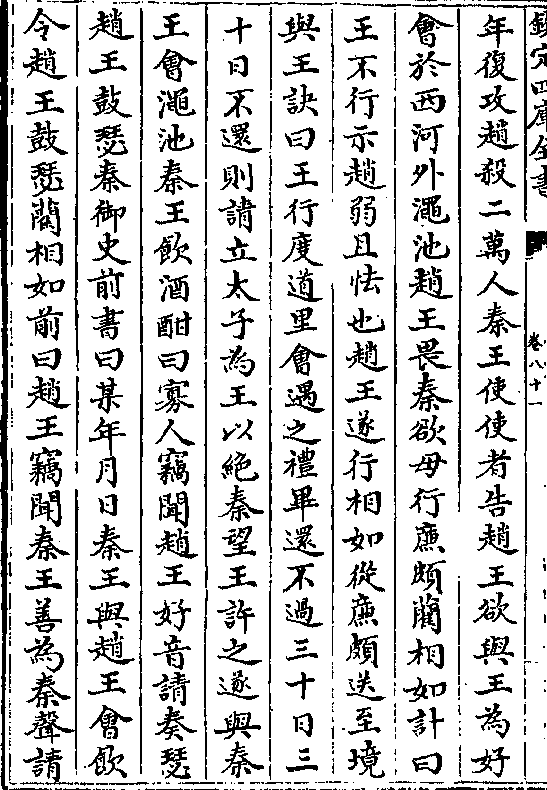 欽定四庫全書
卷八十一
年復攻趙殺二萬人秦王使使者告趙王欲與王為好
會於西河外澠池趙王畏秦欲毋行廉頗藺相如計曰
王不行示趙弱且怯也趙王遂行相如從廉頗送至境
與王訣曰王行度道里會遇之禮畢還不過三十日三
十日不還則請立太子為王以絶秦望王許之遂與秦
王會澠池秦王飲酒酣曰寡人竊聞趙王好音請奏瑟
趙王鼓瑟秦御史前書曰某年月日秦王與趙王會飲
令趙王鼓瑟藺相如前曰趙王竊聞秦王善為秦聲請